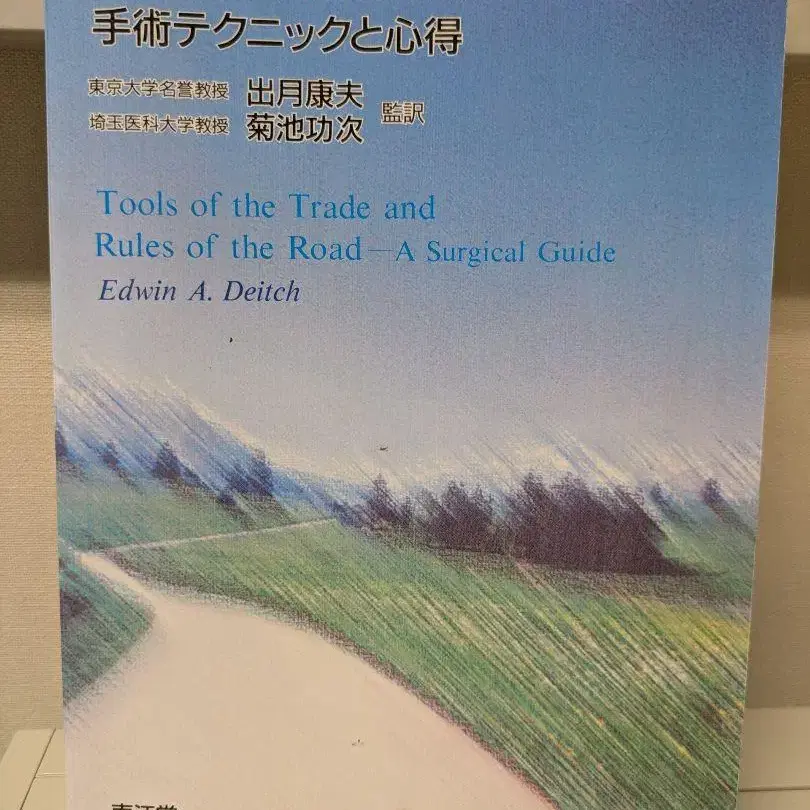 手術テクニックと心得
東京大学名誉教授 出月康夫
埼玉医科大学教授 菊池功次 監訳
Tools of the Trade and
Rules of the Road—A Surgical Guide
Edwin A. Deitch